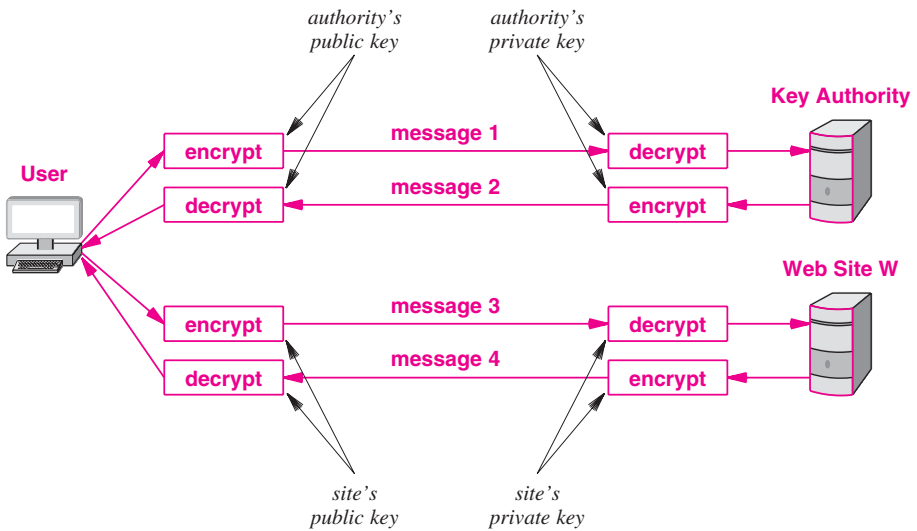 authority's
public key
authority's
private key
Key Authority
User
encrypt
message 1
decrypt
decrypt
message 2
encrypt
Web Site W
encrypt
message 3
decrypt
decrypt
message 4
encrypt
site's
public key
site's
private key